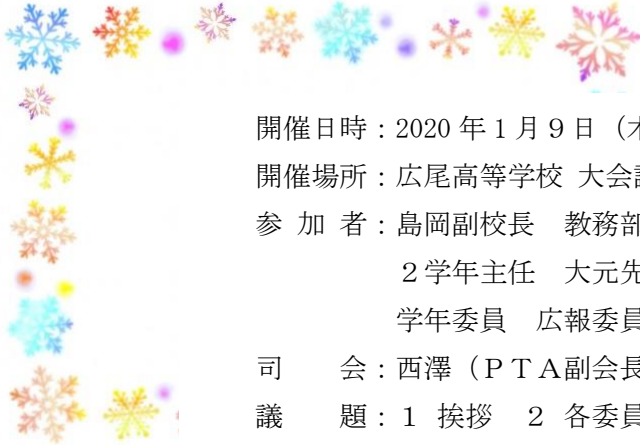 開催日時：2020年1月9日（木
開催場所：広尾高等学校 大会
参 加 者：島岡副校長 教務部
２学年主任 大元先
学年委員 広報委員
司 会：西澤（ＰＴＡ副会長
議 題：１ 挨拶 ２ 各委員